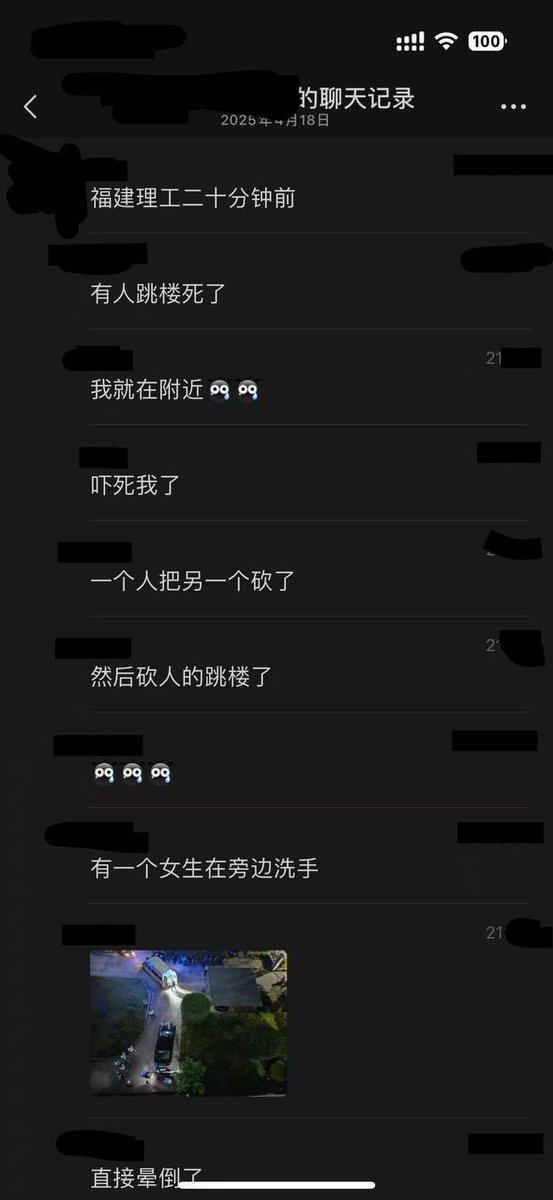 100
的聊天记录
2025年4月18日
福建理工二十分钟前
有人跳楼死了
21
我就在附近
吓死我了
一个人把另一个砍了
21
然后砍人的跳楼了
有一个女生在旁边洗手
21
直接晕倒了